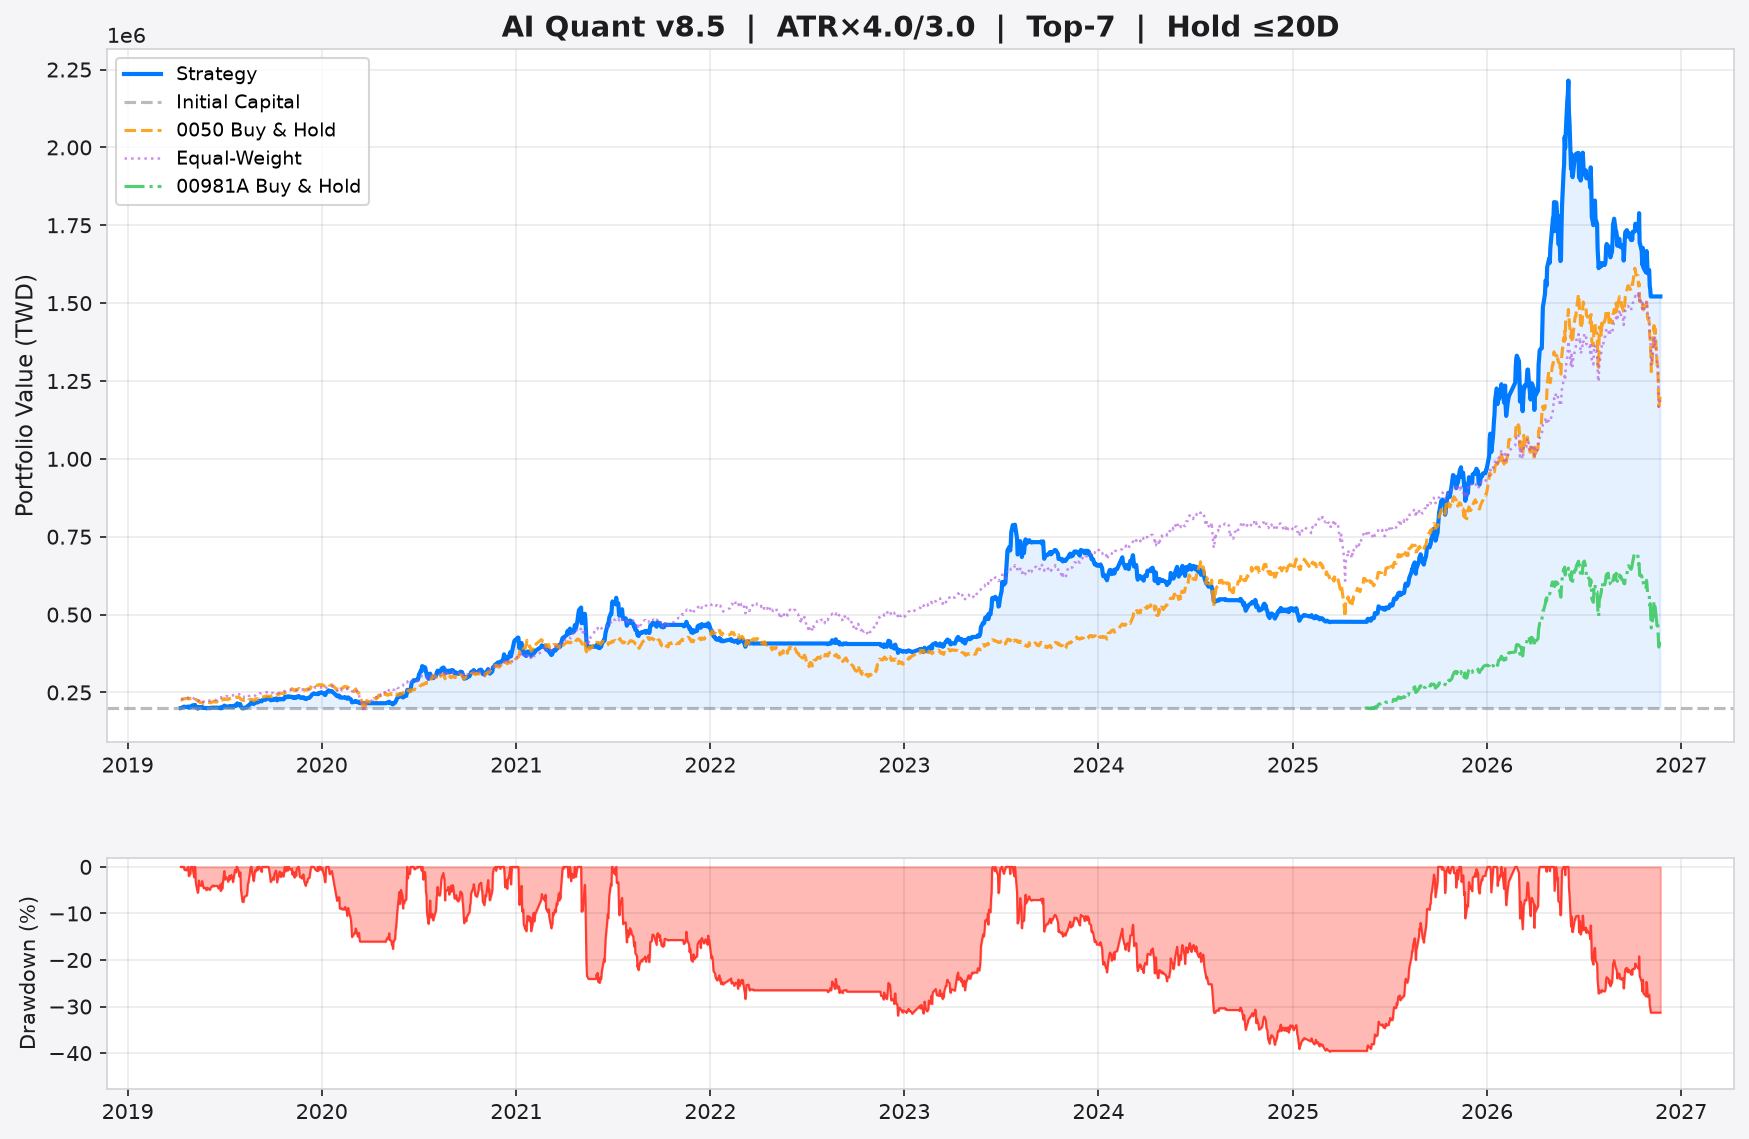 AI Quant v8.5 | ATR×4.0/3.0 | Top-7 | Hold ≤20D
1e6
Strategy
Initial Capital
0050 Buy & Hold
Equal-Weight
00981A Buy & Hold
Portfolio Value (TWD)
2.25
2.00
1.75
1.50
1.25
1.00
0.75
0.50
0.25
2019 2020 2021 2022 2023 2024 2025 2026 2027
Drawdown (%)
0
−10
−20
−30
−40
2019 2020 2021 2022 2023 2024 2025 2026 2027